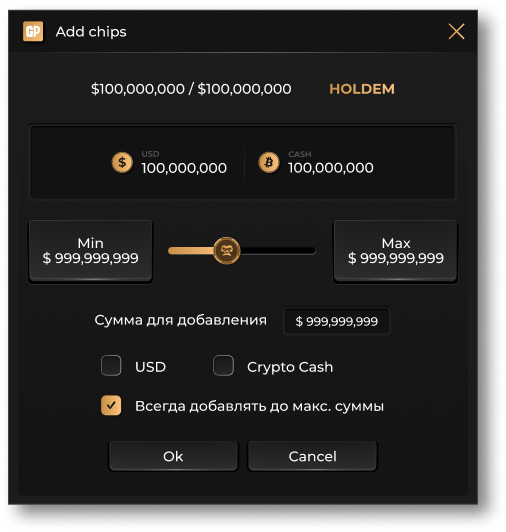 GP Add chips
$100,000,000 / $100,000,000 HOLDEM
USD CASH
$ 100,000,000 ₿ 100,000,000
Min Max
$ 999,999,999 $ 999,999,999
Сумма для добавления $ 999,999,999
USD Crypto Cash
Всегда добавлять до макс. суммы
Ok Cancel